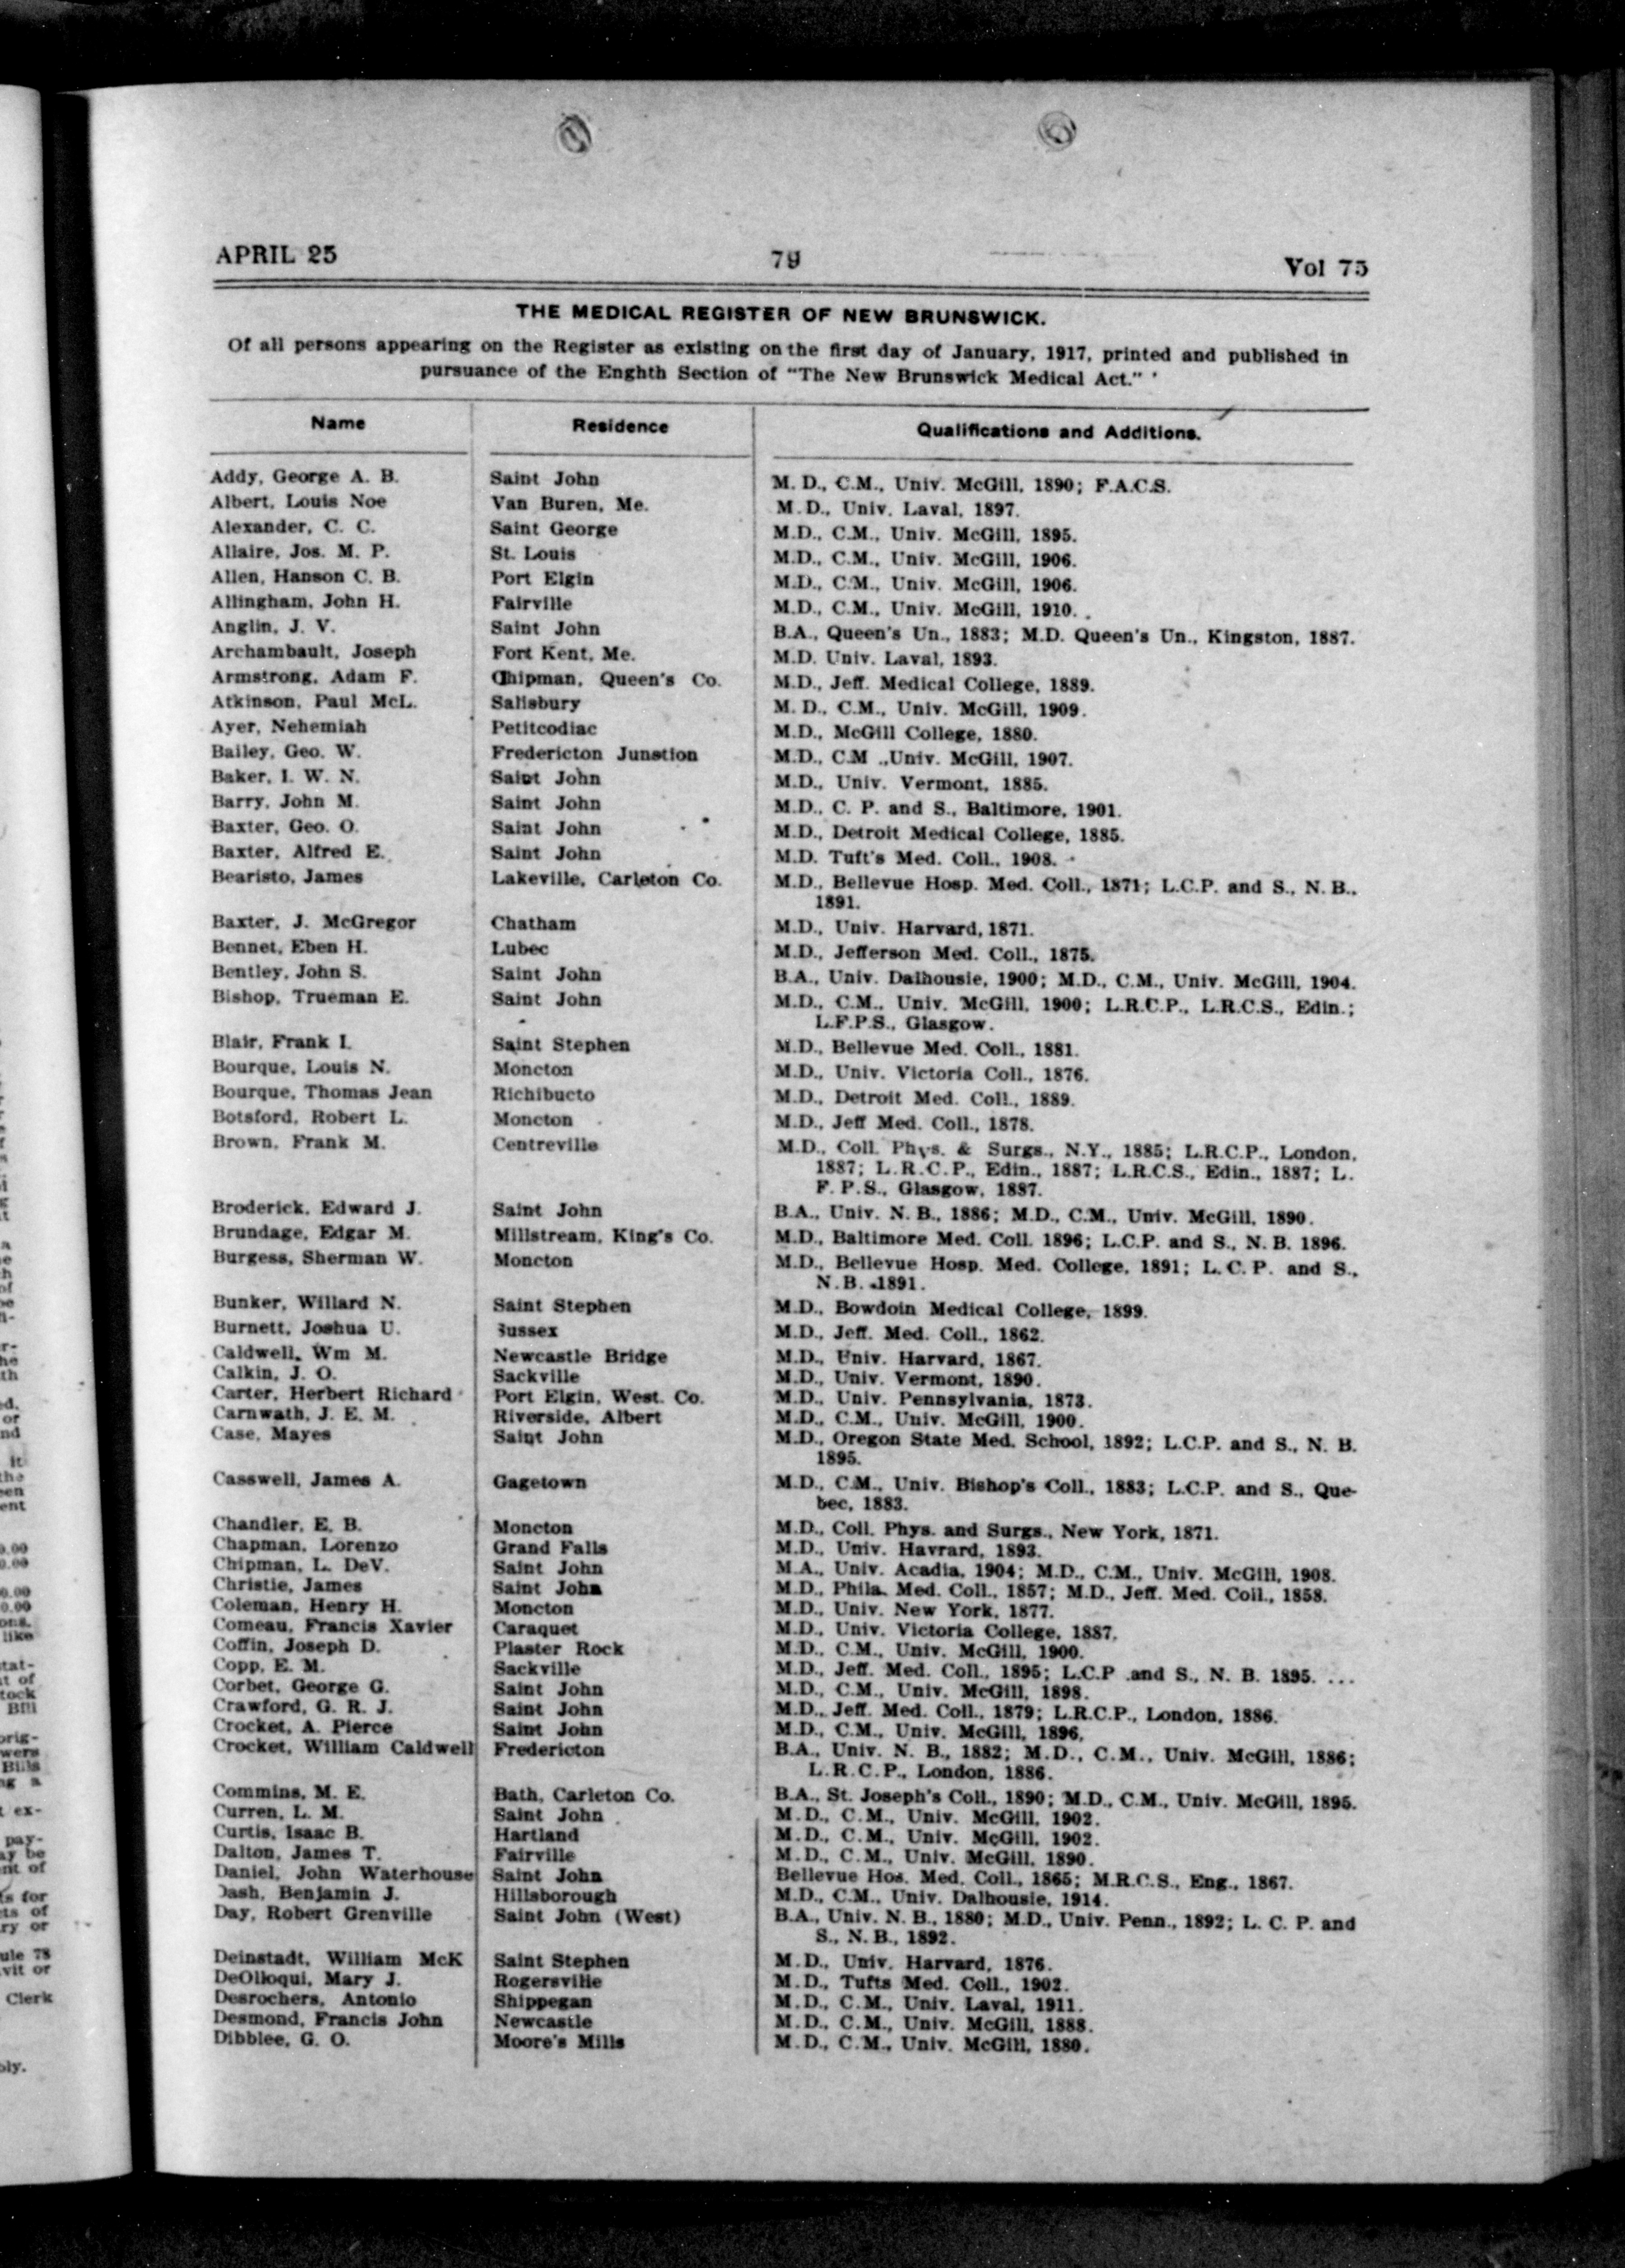 APRIL 25 79 Vol 75
THE MEDICAL REGISTER OF NEW BRUNSWICK.
Of all persons appearing on the Register as existing on the first day of January, 1917, printed and published in
pursuance of the Enghth Section of "The New Brunswick Medical Act."
Name Residence Qualifications and Additions.
Addy, George A. B. Saint John M. D., C.M., Univ. McGill, 1890; F.A.C.S.
Albert, Louis Noe Van Buren, Me. M. D., Univ. Laval, 1897.
Alexander, C. C. Saint George M.D., C.M., Univ. McGill, 1895.
Allaire, Jos. M. P. St. Louis M.D., C.M., Univ. McGill, 1906.
Allen, Hanson C. B. Port Elgin M.D., C.M., Univ. McGill, 1906.
Allingham, John H. Fairville M.D., C.M., Univ. McGill, 1910.
Anglin, J. V. Saint John B.A., Queen's Un., 1883; M.D. Queen's Un., Kingston, 1887.
Archambault, Joseph Fort Kent, Me. M.D. Univ. Laval, 1893.
Armstrong, Adam F. Chipman, Queen's Co. M.D., Jeff. Medical College, 1889.
Atkinson, Paul McL. Salisbury M. D., C.M., Univ. McGill, 1909.
Ayer, Nehemiah Petitcodiac M.D., McGill College, 1880.
Bailey, Geo. W. Fredericton Junstion M.D., C.M .,Univ. McGill, 1907.
Baker, I. W. N. Saint John M.D., Univ. Vermont, 1885.
Barry, John M. Saint John M.D., C. P. and S., Baltimore, 1901.
Baxter, Geo. O. Saint John M.D., Detroit Medical College, 1885.
Baxter, Alfred E. Saint John M.D. Tuft's Med. Coll., 1908.
Bearisto, James Lakeville, Carleton Co. M.D., Bellevue Hosp. Med. Coll., 1871; L.C.P. and S., N. B.,
1891.
Baxter, J. McGregor Chatham M.D., Univ. Harvard, 1871.
Bennet, Eben H. Lubec M.D., Jefferson Med. Coll., 1875.
Bentley, John S. Saint John B.A., Univ. Dalhousie, 1900; M.D., C.M., Univ. McGill, 1904.
Bishop, Trueman E. Saint John M.D., C.M., Univ. McGill, 1900; L.R.C.P., L.R.C.S., Edin.;
L.F.P.S., Glasgow.
Blair, Frank I. Saint Stephen M.D., Bellevue Med. Coll., 1881.
Bourque, Louis N. Moncton M.D., Univ. Victoria Coll., 1876.
Bourque, Thomas Jean Richibucto M.D., Detroit Med. Coll., 1889.
Botsford, Robert L. Moncton M.D., Jeff Med. Coll., 1878.
Brown, Frank M. Centreville M.D., Coll. Phys. & Surgs., N.Y., 1885; L.R.C.P., London,
1887; L.R.C.P., Edin., 1887; L.R.C.S., Edin., 1887; L.
F. P.S., Glasgow, 1887.
Broderick, Edward J. Saint John B.A., Univ. N. B., 1886; M.D., C.M., Univ. McGill, 1890.
Brundage, Edgar M. Millstream, King's Co. M.D., Baltimore Med. Coll. 1896; L.C.P. and S., N. B. 1896.
Burgess, Sherman W. Moncton M.D., Bellevue Hosp. Med. College, 1891; L. C. P. and S.,
N. B. 1891.
Bunker, Willard N. Saint Stephen M.D., Bowdoin Medical College, 1899.
Burnett, Joshua U. Sussex M.D., Jeff. Med. Coll., 1862.
Caldwell, Wm M. Newcastle Bridge M.D., Univ. Harvard, 1867.
Calkin, J. O. Sackville M.D., Univ. Vermont, 1890.
Carter, Herbert Richard Port Elgin, West. Co. M.D., Univ. Pennsylvania, 1873.
Carnwath, J. E. M. Riverside, Albert M.D., C.M., Univ. McGill, 1900.
Case, Mayes Saint John M.D., Oregon State Med. School, 1892; L.C.P. and S., N. B.
1895.
Casswell, James A. Gagetown M.D., C.M., Univ. Bishop's Coll., 1883; L.C.P. and S., Que-
bec, 1883.
Chandler, E. B. Moncton M.D., Coll. Phys. and Surgs., New York, 1871.
Chapman, Lorenzo Grand Falls M.D., Univ. Havrard, 1893.
Chipman, L. DeV. Saint John M.A., Univ. Acadia, 1904; M.D., C.M., Univ. McGill, 1908.
Christie, James Saint John M.D., Phila. Med. Coll., 1857; M.D., Jeff. Med. Coll., 1858.
Coleman, Henry H. Moncton M.D., Univ. New York, 1877.
Comeau, Francis Xavier Caraquet M.D., Univ. Victoria College, 1887.
Coffin, Joseph D. Plaster Rock M.D., C.M., Univ. McGill, 1900.
Copp, E. M. Sackville M.D., Jeff. Med. Coll., 1895; L.C.P .and S., N. B. 1895. ...
Corbet, George G. Saint John M.D., C.M., Univ. McGill, 1898.
Crawford, G. R. J. Saint John M.D., Jeff. Med. Coll., 1879; L.R.C.P., London, 1886.
Crocket, A. Pierce Saint John M.D., C.M., Univ. McGill, 1896.
Crocket, William Caldwell Fredericton B.A., Univ. N. B., 1882; M.D., C.M., Univ. McGill, 1886;
L.R.C.P., London, 1886.
Commins, M. E. Bath, Carleton Co. B.A., St. Joseph's Coll., 1890; M.D., C.M., Univ. McGill, 1895.
Curren, L. M. Saint John M.D., C.M., Univ. McGill, 1902.
Curtis, Isaac B. Hartland M.D., C.M., Univ. McGill, 1902.
Dalton, James T. Fairville M.D., C.M., Univ. McGill, 1890.
Daniel, John Waterhouse Saint John Bellevue Hos. Med. Coll., 1865; M.R.C.S., Eng., 1867.
Dash, Benjamin J. Hillsborough M.D., C.M., Univ. Dalhousie, 1914.
Day, Robert Grenville Saint John (West) B.A., Univ. N. B., 1880; M.D., Univ. Penn., 1892; L. C. P. and
S., N. B., 1892.
Deinstadt, William McK Saint Stephen M.D., Univ. Harvard, 1876.
DeOlloqui, Mary J. Rogersville M.D., Tufts Med. Coll., 1902.
Desrochers, Antonio Shippegan M.D., C.M., Univ. Laval, 1911.
Desmond, Francis John Newcastle M.D., C.M., Univ. McGill, 1888.
Dibblee, G. O. Moore's Mills M.D., C.M., Univ. McGill, 1880.